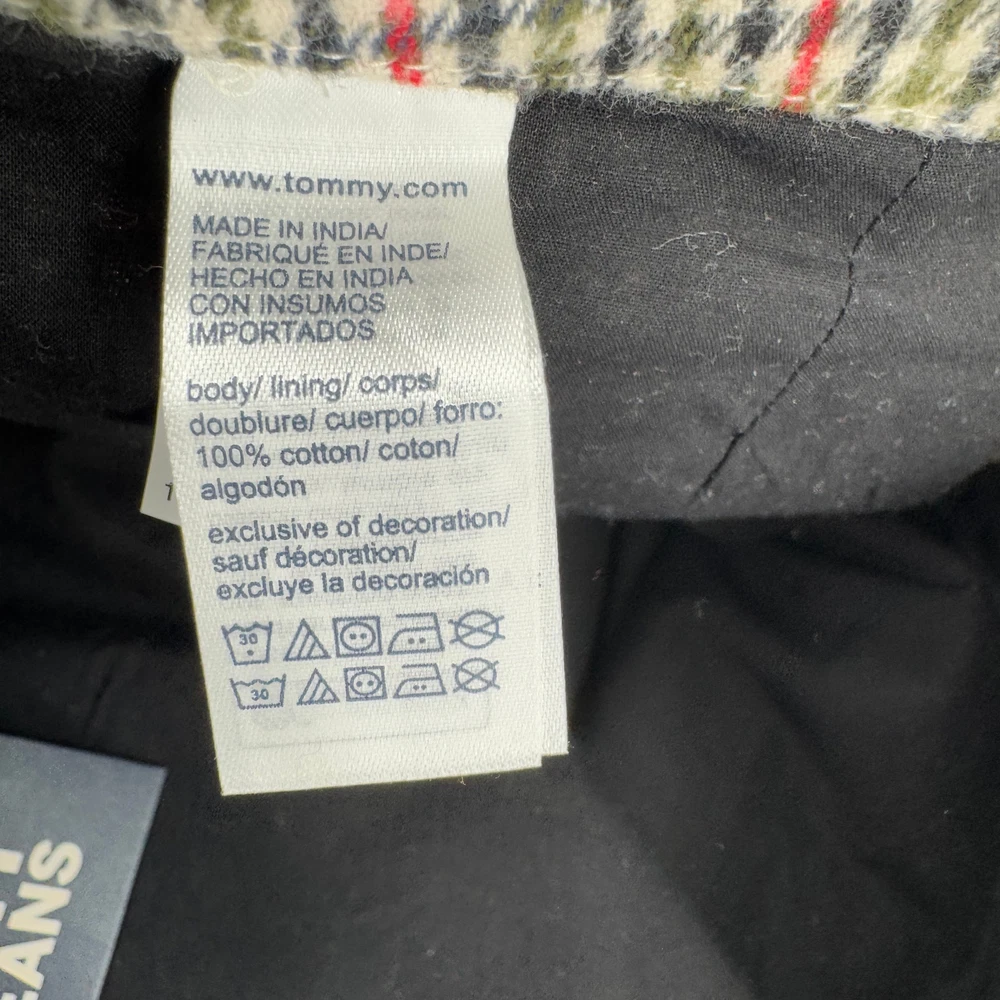 www.tommy.com
MADE IN INDIA/
FABRIQUÉ EN INDE/
HECHO EN INDIA
CON INSUMOS
IMPORTADOS
body/ lining/ corps/
doublure/ cuerpo/ forro:
100% cotton/ coton/
algodón
exclusive of decoration/
sauf décoration/
excluye la decoración
30
30
EANS